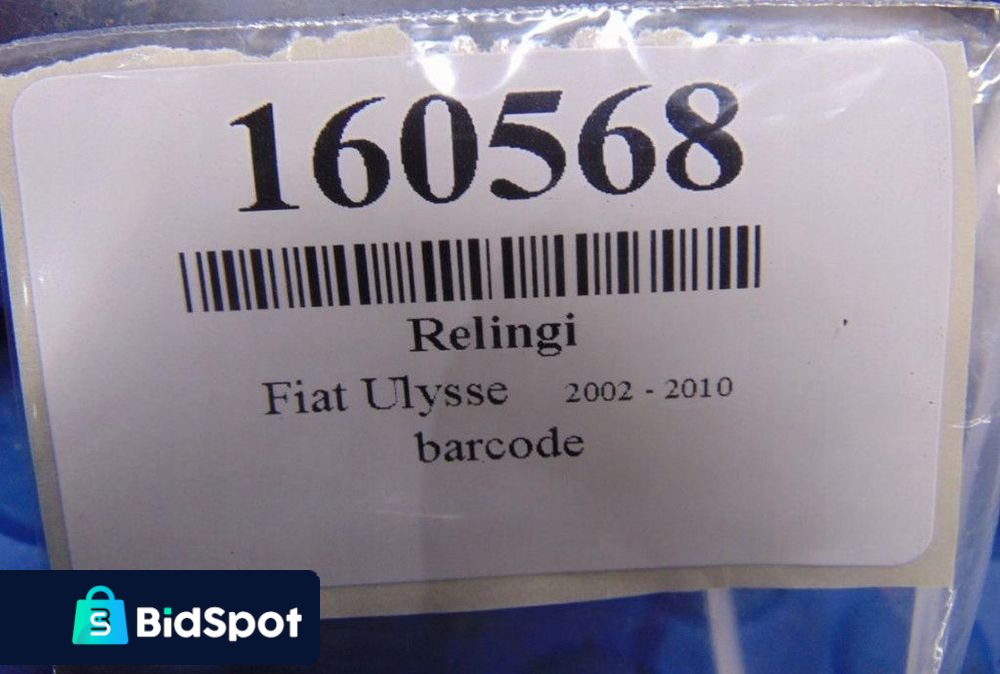 160568
Relingi
Fiat Ulysse 2002 - 2010
barcode
BidSpot